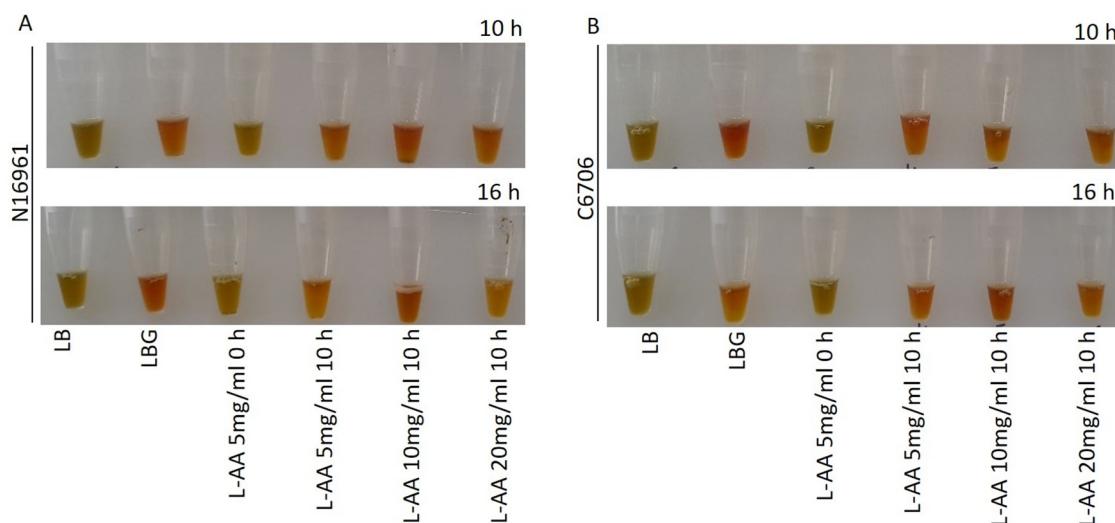 A
10 h
N16961
16 h
LB
LBG
L-AA 5mg/ml 0 h
L-AA 5mg/ml 10 h
L-AA 10mg/ml 10 h
L-AA 20mg/ml 10 h
B
10 h
C6706
16 h
LB
LBG
L-AA 5mg/ml 0 h
L-AA 5mg/ml 10 h
L-AA 10mg/ml 10 h
L-AA 20mg/ml 10 h